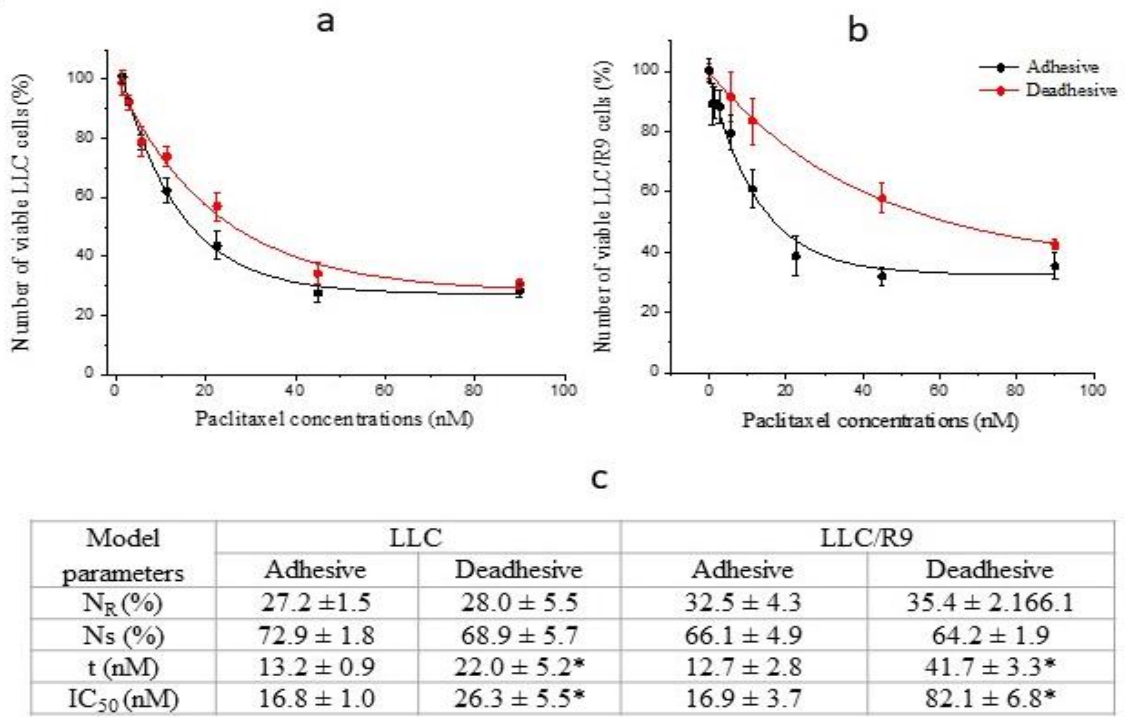 a
b
Number of viable LLC cells (%)
100
80
60
40
20
0
0 20 40 60 80 100
Paclitaxel concentrations (nM)
Number of viable LLC/R9 cells (%)
100
80
60
40
20
0
0 20 40 60 80 100
Paclitaxel concentrations (nM)
Adhesive
Deadhesive
c
Model parameters LLC LLC/R9
Adhesive Deadhesive Adhesive Deadhesive
NR (%) 27.2 ±1.5 28.0 ± 5.5 32.5 ± 4.3 35.4 ± 2.166.1
Ns (%) 72.9 ± 1.8 68.9 ± 5.7 66.1 ± 4.9 64.2 ± 1.9
t (nM) 13.2 ± 0.9 22.0 ± 5.2* 12.7 ± 2.8 41.7 ± 3.3*
IC50 (nM) 16.8 ± 1.0 26.3 ± 5.5* 16.9 ± 3.7 82.1 ± 6.8*